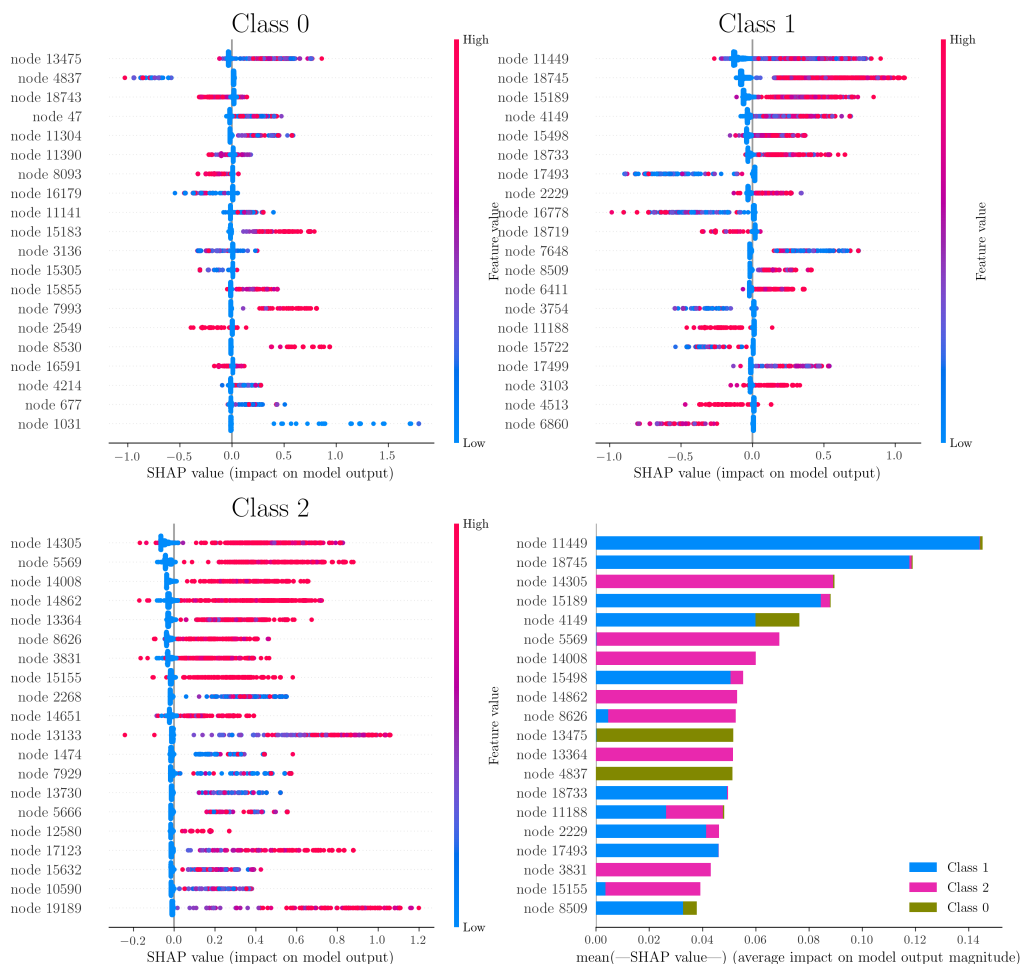 Class 0
High
node 13475
node 4837
node 18743
node 47
node 11304
node 11390
node 8093
node 16179
node 11141
node 15183
node 3136
node 15305
node 15855
node 7993
node 2549
node 8530
node 16591
node 4214
node 677
node 1031
Low
Feature value
−1.0 −0.5 0.0 0.5 1.0 1.5
SHAP value (impact on model output)
Class 1
High
node 11449
node 18745
node 15189
node 4149
node 15498
node 18733
node 17493
node 2229
node 16778
node 18719
node 7648
node 8509
node 6411
node 3754
node 11188
node 15722
node 17499
node 3103
node 4513
node 6860
Low
Feature value
−1.0 −0.5 0.0 0.5 1.0
SHAP value (impact on model output)
Class 2
High
node 14305
node 5569
node 14008
node 14862
node 13364
node 8626
node 3831
node 15155
node 2268
node 14651
node 13133
node 1474
node 7929
node 13730
node 5666
node 12580
node 17123
node 15632
node 10590
node 19189
Low
Feature value
−0.2 0.0 0.2 0.4 0.6 0.8 1.0 1.2
SHAP value (impact on model output)
node 11449
node 18745
node 14305
node 15189
node 4149
node 5569
node 14008
node 15498
node 14862
node 8626
node 13475
node 13364
node 4837
node 18733
node 11188
node 2229
node 17493
node 3831
node 15155
node 8509
Class 1
Class 2
Class 0
0.00 0.02 0.04 0.06 0.08 0.10 0.12 0.14
mean(—SHAP value—) (average impact on model output magnitude)